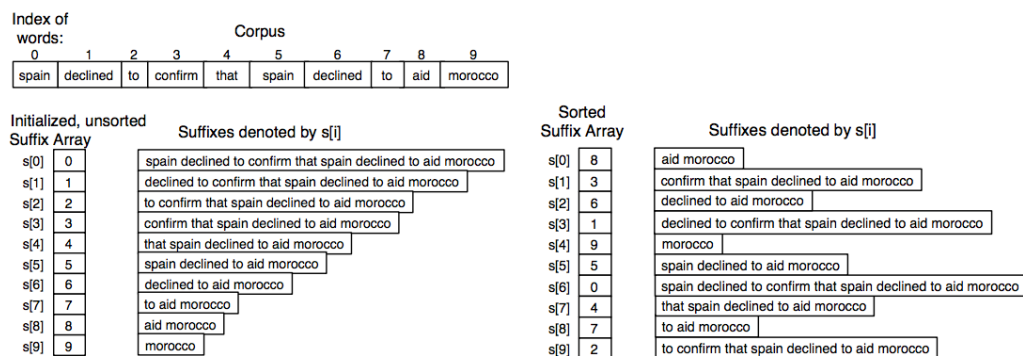 Index of words:
Corpus
0 1 2 3 4 5 6 7 8 9
spain declined to confirm that spain declined to aid morocco
Initialized, unsorted
Suffix Array
Suffixes denoted by s[i]
s[0] 0 spain declined to confirm that spain declined to aid morocco
s[1] 1 declined to confirm that spain declined to aid morocco
s[2] 2 to confirm that spain declined to aid morocco
s[3] 3 confirm that spain declined to aid morocco
s[4] 4 that spain declined to aid morocco
s[5] 5 spain declined to aid morocco
s[6] 6 declined to aid morocco
s[7] 7 to aid morocco
s[8] 8 aid morocco
s[9] 9 morocco
Sorted
Suffix Array
Suffixes denoted by s[i]
s[0] 8 aid morocco
s[1] 3 confirm that spain declined to aid morocco
s[2] 6 declined to aid morocco
s[3] 1 declined to confirm that spain declined to aid morocco
s[4] 9 morocco
s[5] 5 spain declined to aid morocco
s[6] 0 spain declined to confirm that spain declined to aid morocco
s[7] 4 that spain declined to aid morocco
s[8] 7 to aid morocco
s[9] 2 to confirm that spain declined to aid morocco